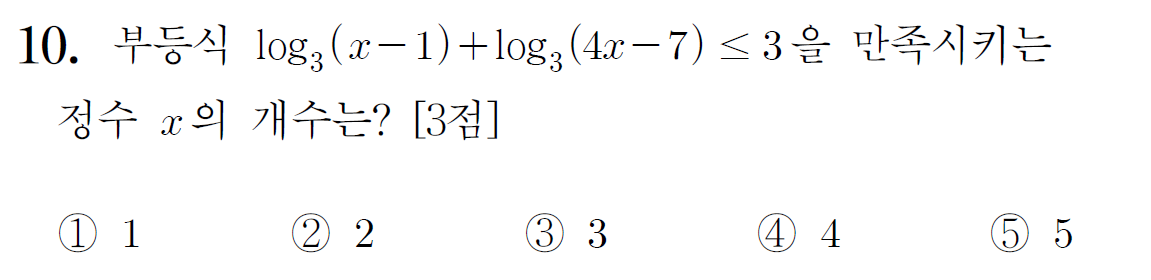 10. 부등식 log₃(x－1)＋log₃(4x－7) ≤ 3을 만족시키는
정수 x의 개수는? [3점]
① 1 ② 2 ③ 3 ④ 4 ⑤ 5